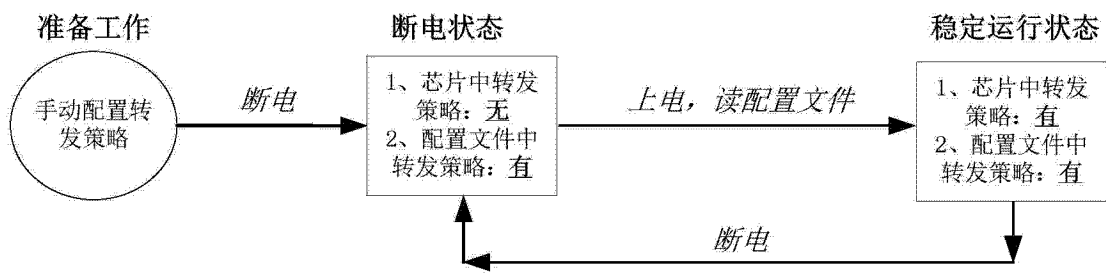 准备工作
手动配置转
发策略
断电
断电状态
1、芯片中转发
策略：无
2、配置文件中
转发策略：有
上电，读配置文件
稳定运行状态
1、芯片中转发
策略：有
2、配置文件中
转发策略：有
断电